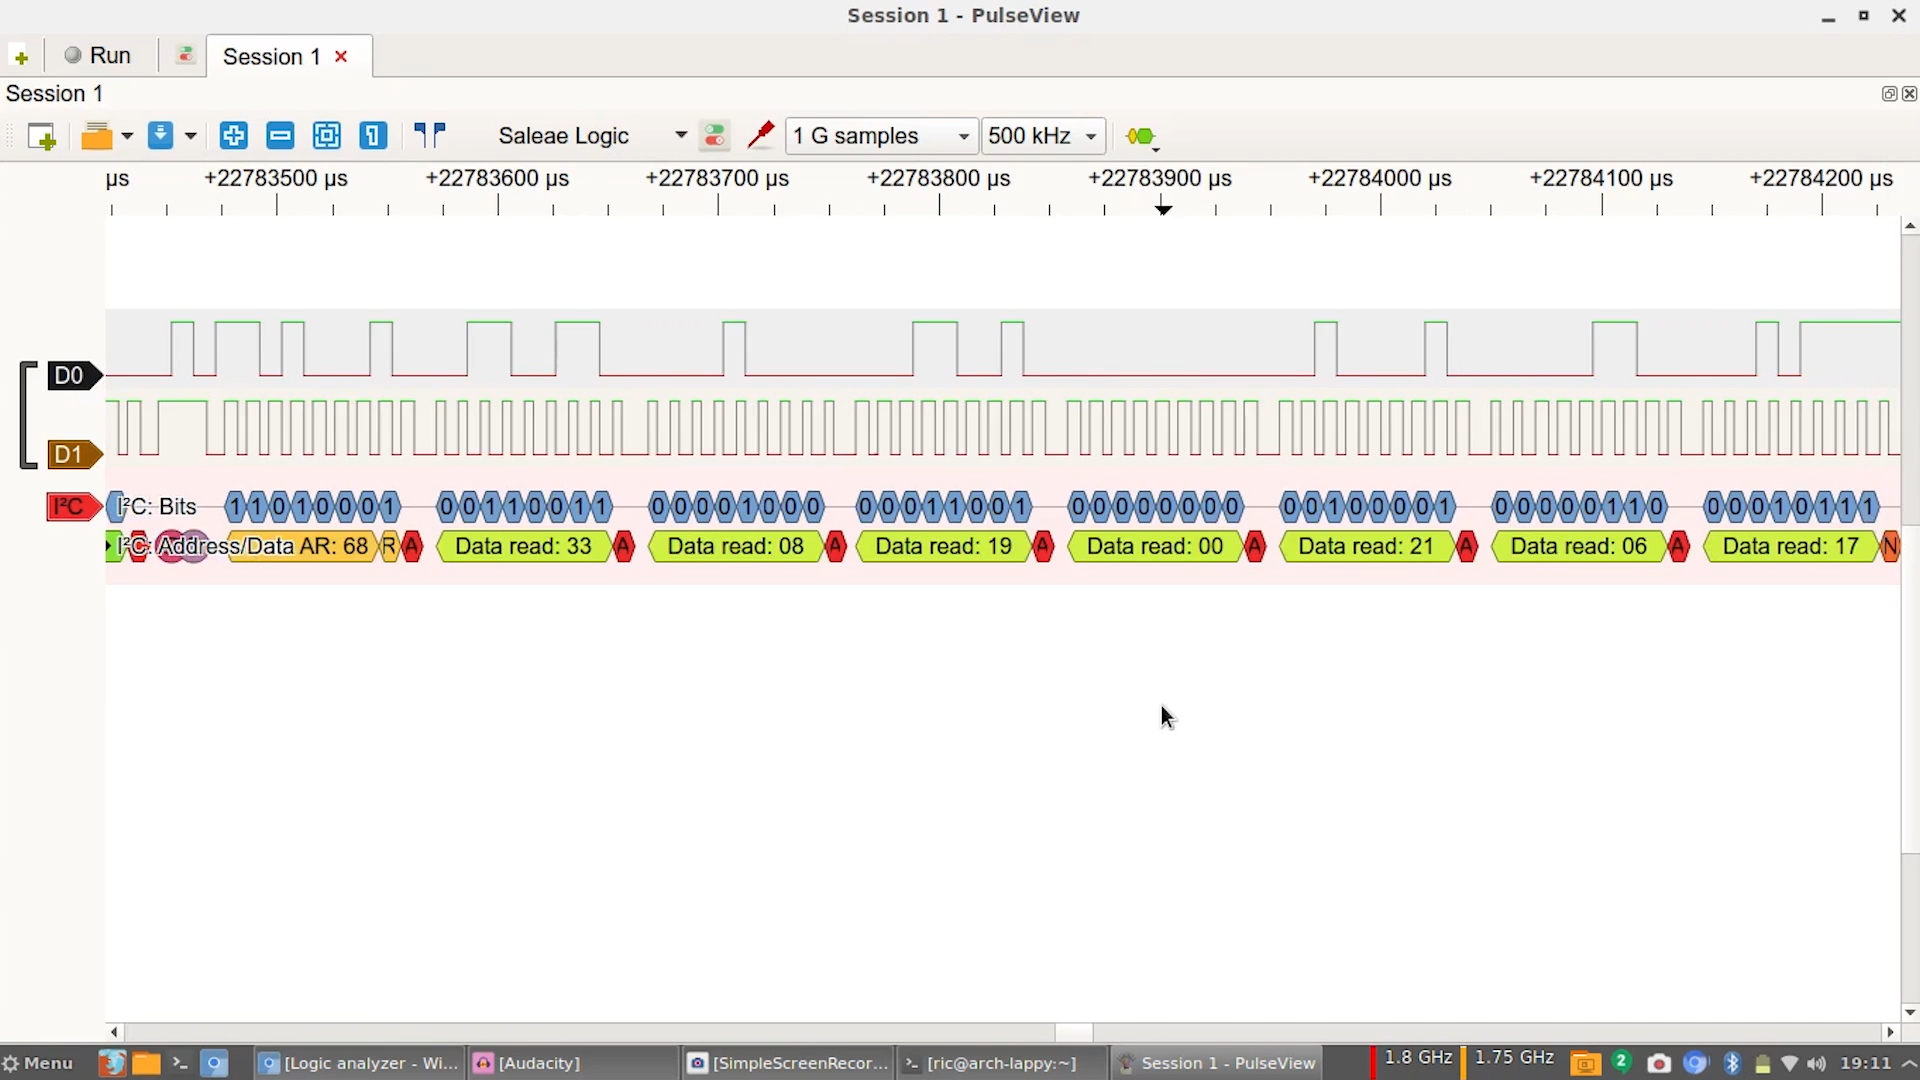 Session 1 - PulseView
Run
Session 1
Session 1
Saleae Logic 1 G samples 500 kHz
µs +22783500 µs +22783600 µs +22783700 µs +22783800 µs +22783900 µs +22784000 µs +22784100 µs +22784200 µs
D0
D1
I²C I²C: Bits 1 1 0 1 0 0 0 1 0 0 1 1 0 0 1 1 0 0 0 0 1 0 0 0 0 0 0 1 1 0 0 1 0 0 0 0 0 0 0 0 0 0 1 0 0 0 0 1 0 0 0 0 0 1 1 0 0 0 0 1 0 1 1 1
I²C: Address/Data AR: 68 R A Data read: 33 A Data read: 08 A Data read: 19 A Data read: 00 A Data read: 21 A Data read: 06 A Data read: 17 N
Menu [Logic analyzer - Wi... [Audacity] [SimpleScreenRecor... [ric@arch-lappy:~] Session 1 - PulseView 1.8 GHz 1.75 GHz 2 19:11